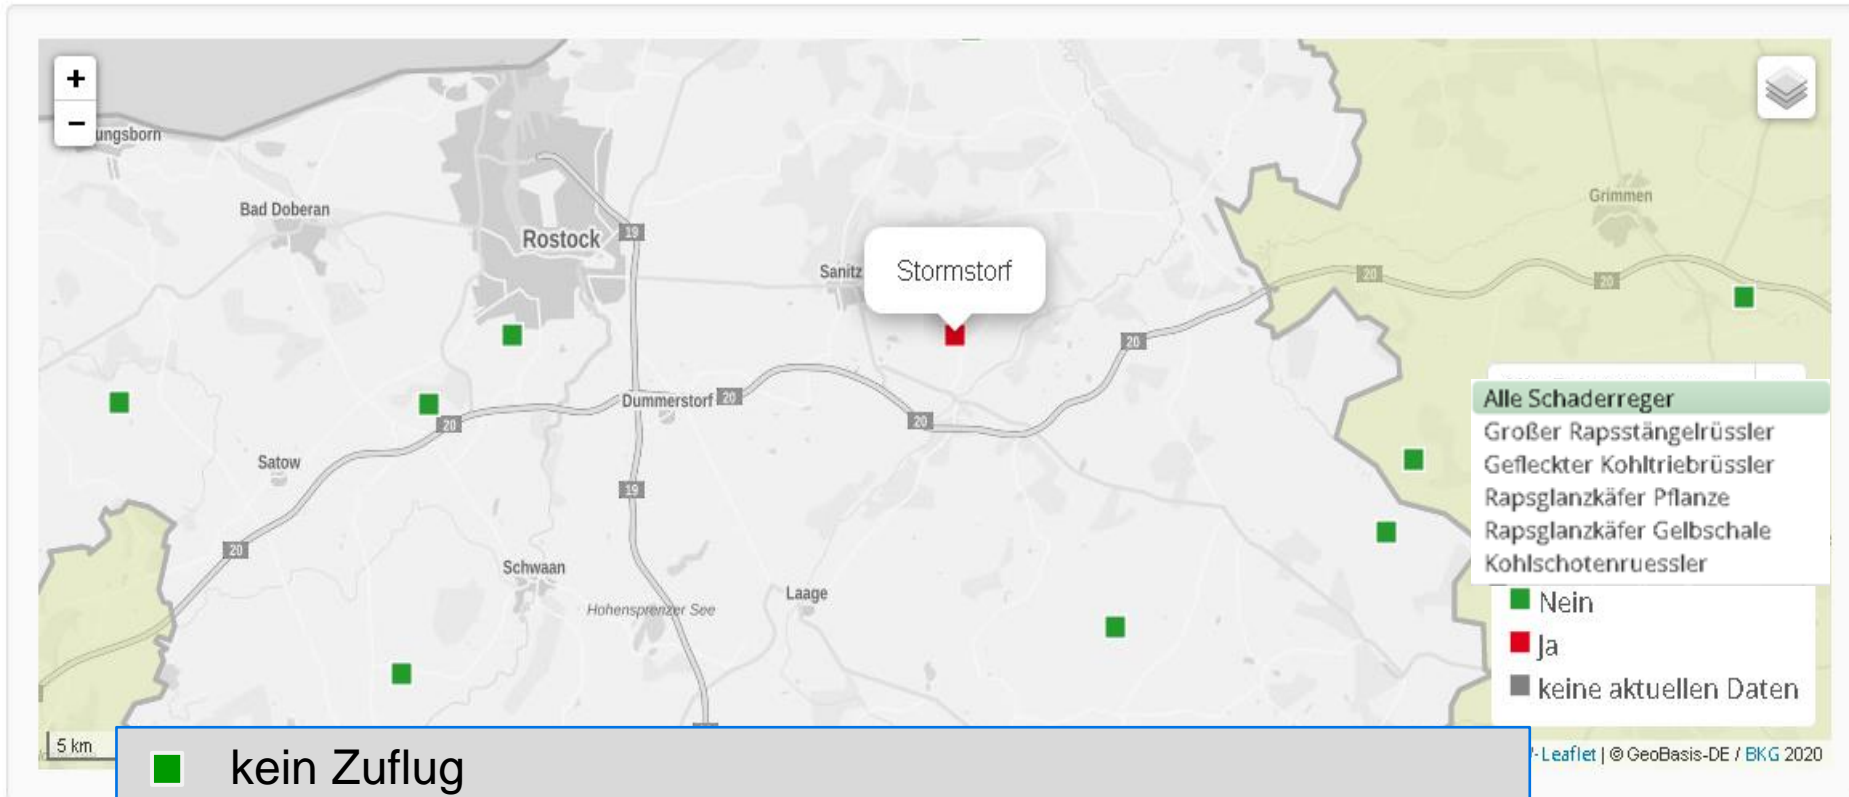 +
−
ungsborn
Bad Doberan
Rostock
19
Sanitz
Stormstorf
Grimmen
20
20
20
Dummerstorf
20
20
20
Satow
19
20
Schwaan
Hohensprenzer See
Laage
Alle Schaderreger
Großer Rapsstängelrüssler
Gefleckter Kohltriebrüssler
Rapsglanzkäfer Pflanze
Rapsglanzkäfer Gelbschale
Kohlschotenruessler
Nein
Ja
keine aktuellen Daten
5 km
- Leaflet | © GeoBasis-DE / BKG 2020
kein Zuflug